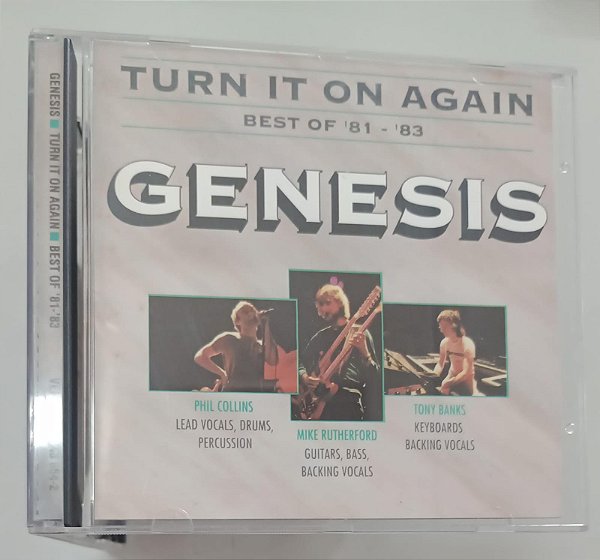 TURN IT ON AGAIN
BEST OF '81 - '83
GENESIS
PHIL COLLINS
LEAD VOCALS, DRUMS,
PERCUSSION
MIKE RUTHERFORD
GUITARS, BASS,
BACKING VOCALS
TONY BANKS
KEYBOARDS
BACKING VOCALS
GENESIS ■ TURN IT ON AGAIN ■ BEST OF '81-'83